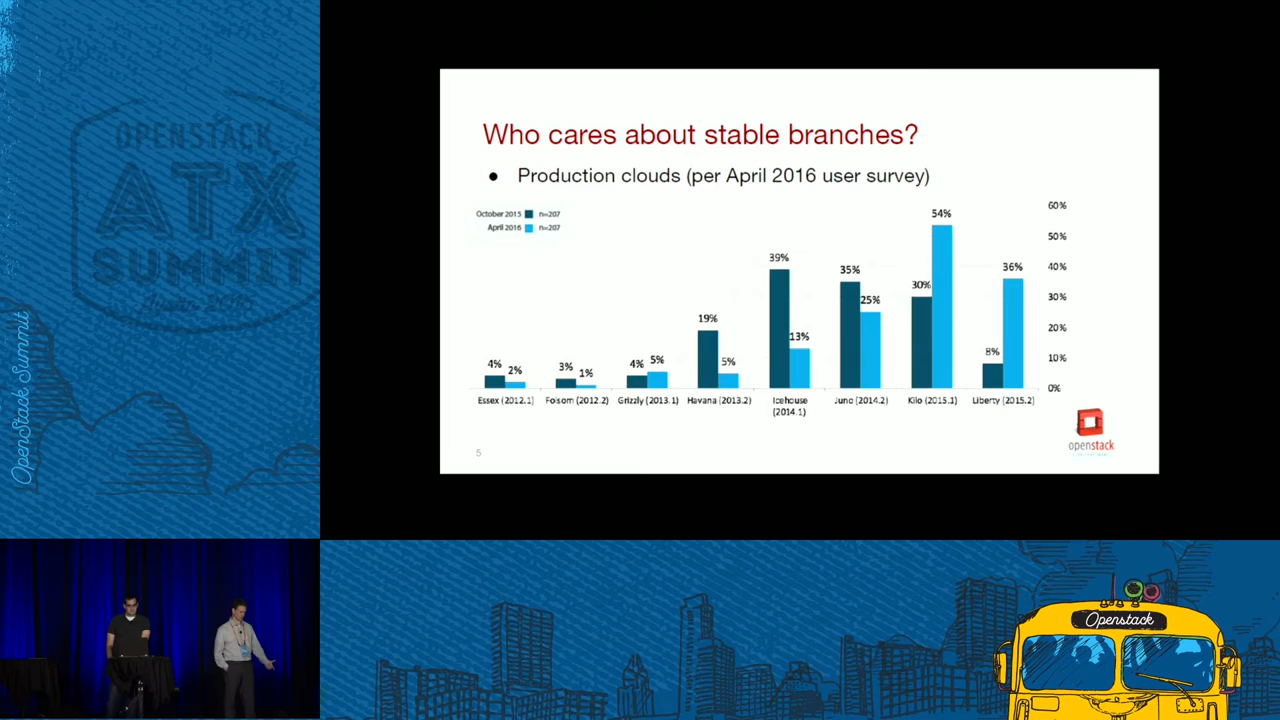 OPENSTACK
ATX
SUMMIT
OpenStack Summit
Who cares about stable branches?
● Production clouds (per April 2016 user survey)
October 2015 n=207
April 2016 n=207
60%
50%
40%
30%
20%
10%
0%
4% 2%
3% 1%
4% 5%
19% 5%
39% 13%
35% 25%
30% 54%
8% 36%
Essex (2012.1) Folsom (2012.2) Grizzly (2013.1) Havana (2013.2) Icehouse (2014.1) Juno (2014.2) Kilo (2015.1) Liberty (2015.2)
openstack
5
Openstack